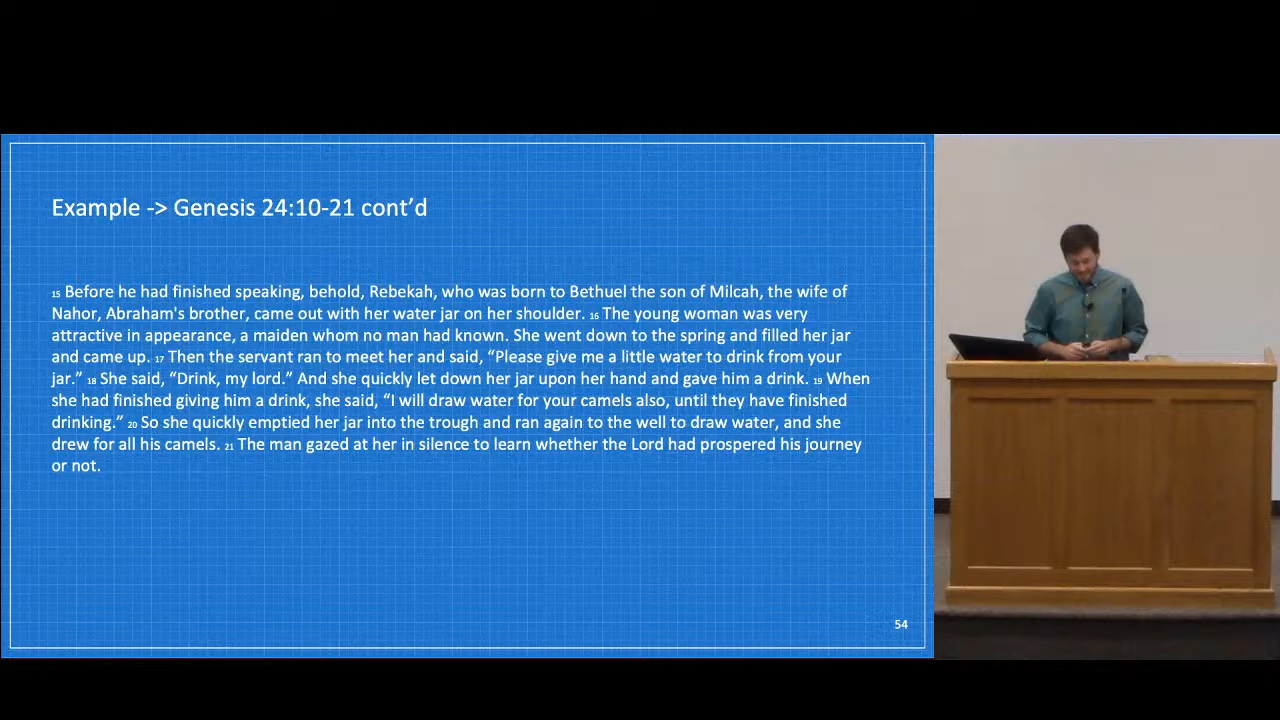 Example -> Genesis 24:10-21 cont’d
15 Before he had finished speaking, behold, Rebekah, who was born to Bethuel the son of Milcah, the wife of
Nahor, Abraham's brother, came out with her water jar on her shoulder. 16 The young woman was very
attractive in appearance, a maiden whom no man had known. She went down to the spring and filled her jar
and came up. 17 Then the servant ran to meet her and said, “Please give me a little water to drink from your
jar.” 18 She said, “Drink, my lord.” And she quickly let down her jar upon her hand and gave him a drink. 19 When
she had finished giving him a drink, she said, “I will draw water for your camels also, until they have finished
drinking.” 20 So she quickly emptied her jar into the trough and ran again to the well to draw water, and she
drew for all his camels. 21 The man gazed at her in silence to learn whether the Lord had prospered his journey
or not.
54